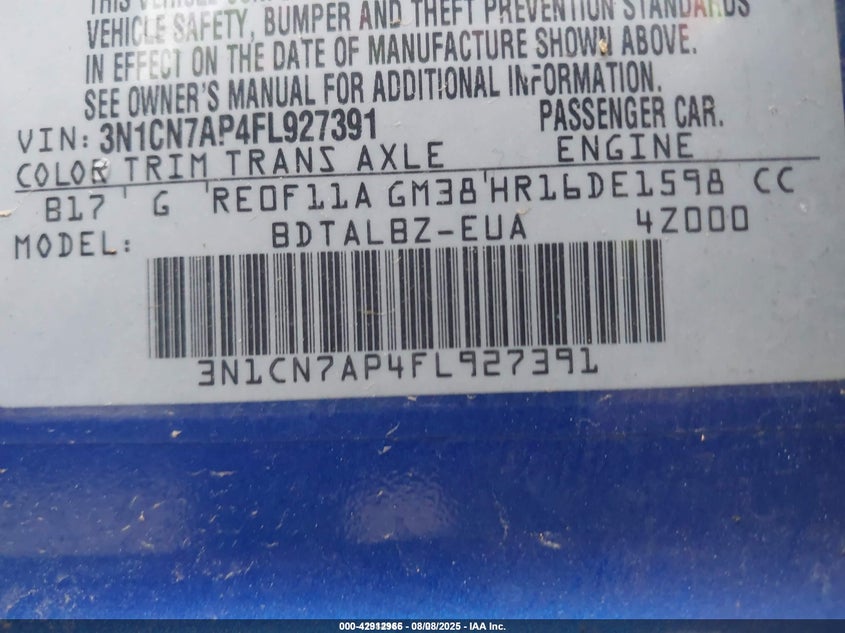 THIS VEHICLE
VEHICLE SAFETY, BUMPER AND THEFT PREVENTION STANDARDS
IN EFFECT ON THE DATE OF MANUFACTURE SHOWN ABOVE.
SEE OWNER'S MANUAL FOR ADDITIONAL INFORMATION.
VIN: 3N1CN7AP4FL927391 PASSENGER CAR.
COLOR TRIM TRANS AXLE ENGINE
B17 G RE0F11A GM38 HR16DE1598 CC
MODEL: BDTALBZ-EUA 4Z000
3N1CN7AP4FL927391
000-42912966 - 08/08/2025 - IAA Inc.